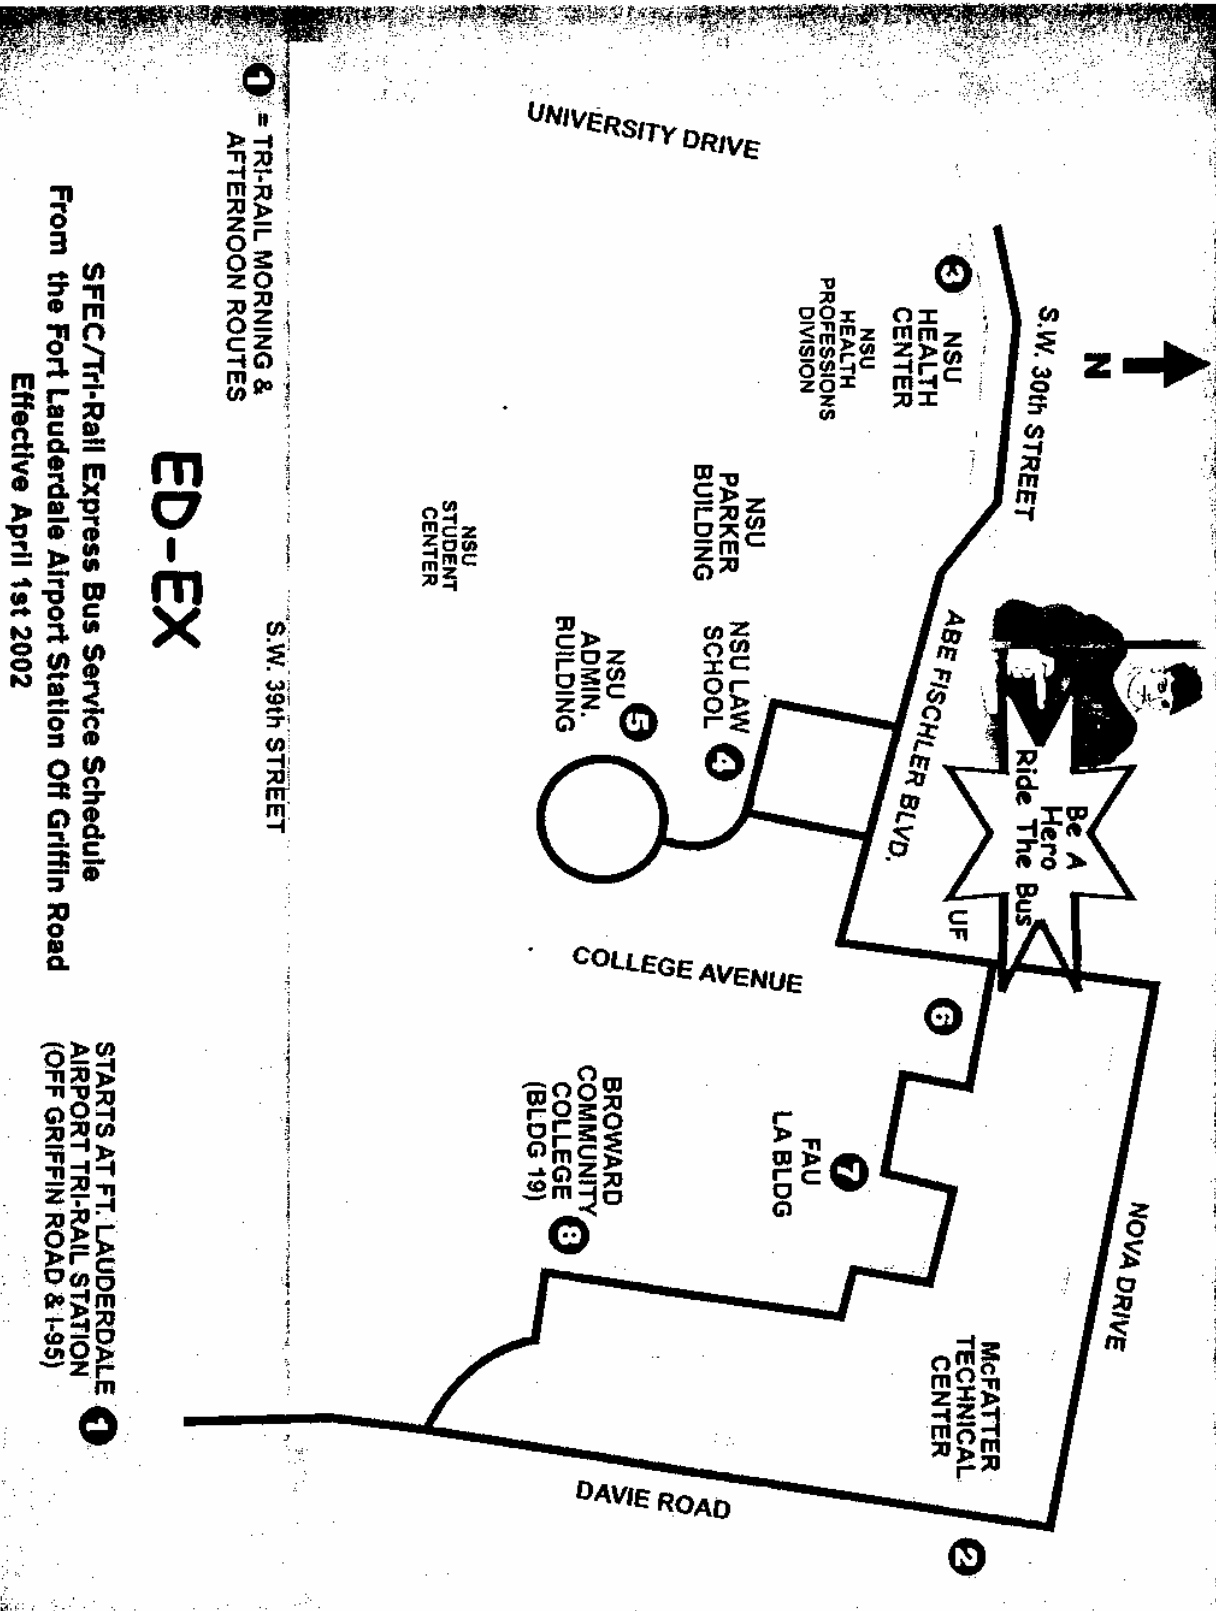 N
S.W. 30th STREET
3
NSU
HEALTH
CENTER
NSU
HEALTH
PROFESSIONS
DIVISION
UNIVERSITY DRIVE
Be A
Hero
Ride The Bus
UF
ABE FISCHLER BLVD.
NSU
PARKER
BUILDING
NSU LAW
SCHOOL
4
5
NSU
ADMIN.
BUILDING
NSU
STUDENT
CENTER
COLLEGE AVENUE
NOVA DRIVE
6
7
FAU
LA BLDG
McFATTER
TECHNICAL
CENTER
2
BROWARD
COMMUNITY
COLLEGE
(BLDG 19)
8
DAVIE ROAD
S.W. 39th STREET
1 = TRI-RAIL MORNING &
AFTERNOON ROUTES
ED-EX
SFEC/Tri-Rail Express Bus Service Schedule
From the Fort Lauderdale Airport Station Off Griffin Road
Effective April 1st 2002
STARTS AT FT. LAUDERDALE
AIRPORT TRI-RAIL STATION
(OFF GRIFFIN ROAD & I-95)
1